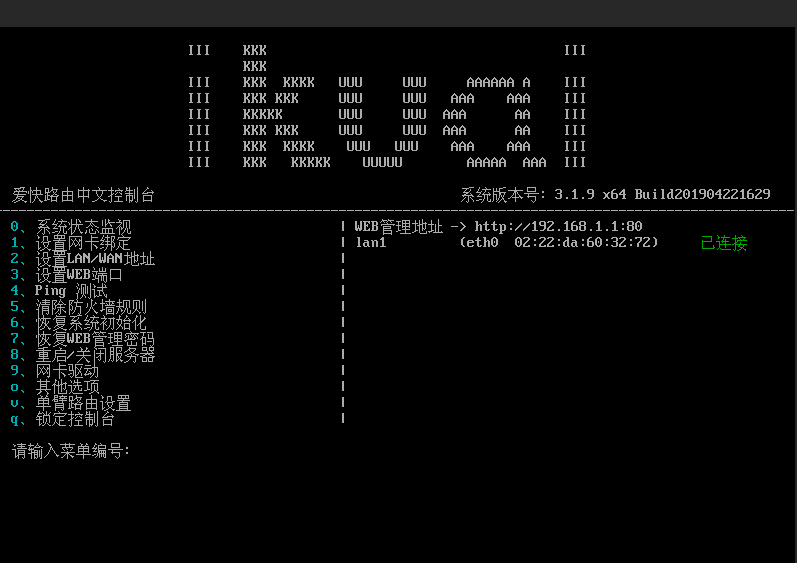 III    KKK                                     III
       KKK
III    KKK  KKKK   UUU     UUU     AAAAAA A    III
III    KKK KKK     UUU     UUU   AAA    AAA    III
III    KKKKK       UUU     UUU  AAA      AA    III
III    KKK KKK     UUU     UUU  AAA      AA    III
III    KKK  KKKK    UUU   UUU    AAA    AAA    III
III    KKK   KKKKK    UUUUU        AAAAA  AAA  III
爱快路由中文控制台 系统版本号: 3.1.9 x64 Build201904221629
0、系统状态监视 | WEB管理地址 -> http://192.168.1.1:80
1、设置网卡绑定 | lan1 (eth0 02:22:da:60:32:72) 已连接
2、设置LAN/WAN地址 |
3、设置WEB端口 |
4、Ping 测试 |
5、清除防火墙规则 |
6、恢复系统初始化 |
7、恢复WEB管理密码 |
8、重启/关闭服务器 |
9、网卡驱动 |
o、其他选项 |
v、单臂路由设置 |
q、锁定控制台 |
请输入菜单编号: